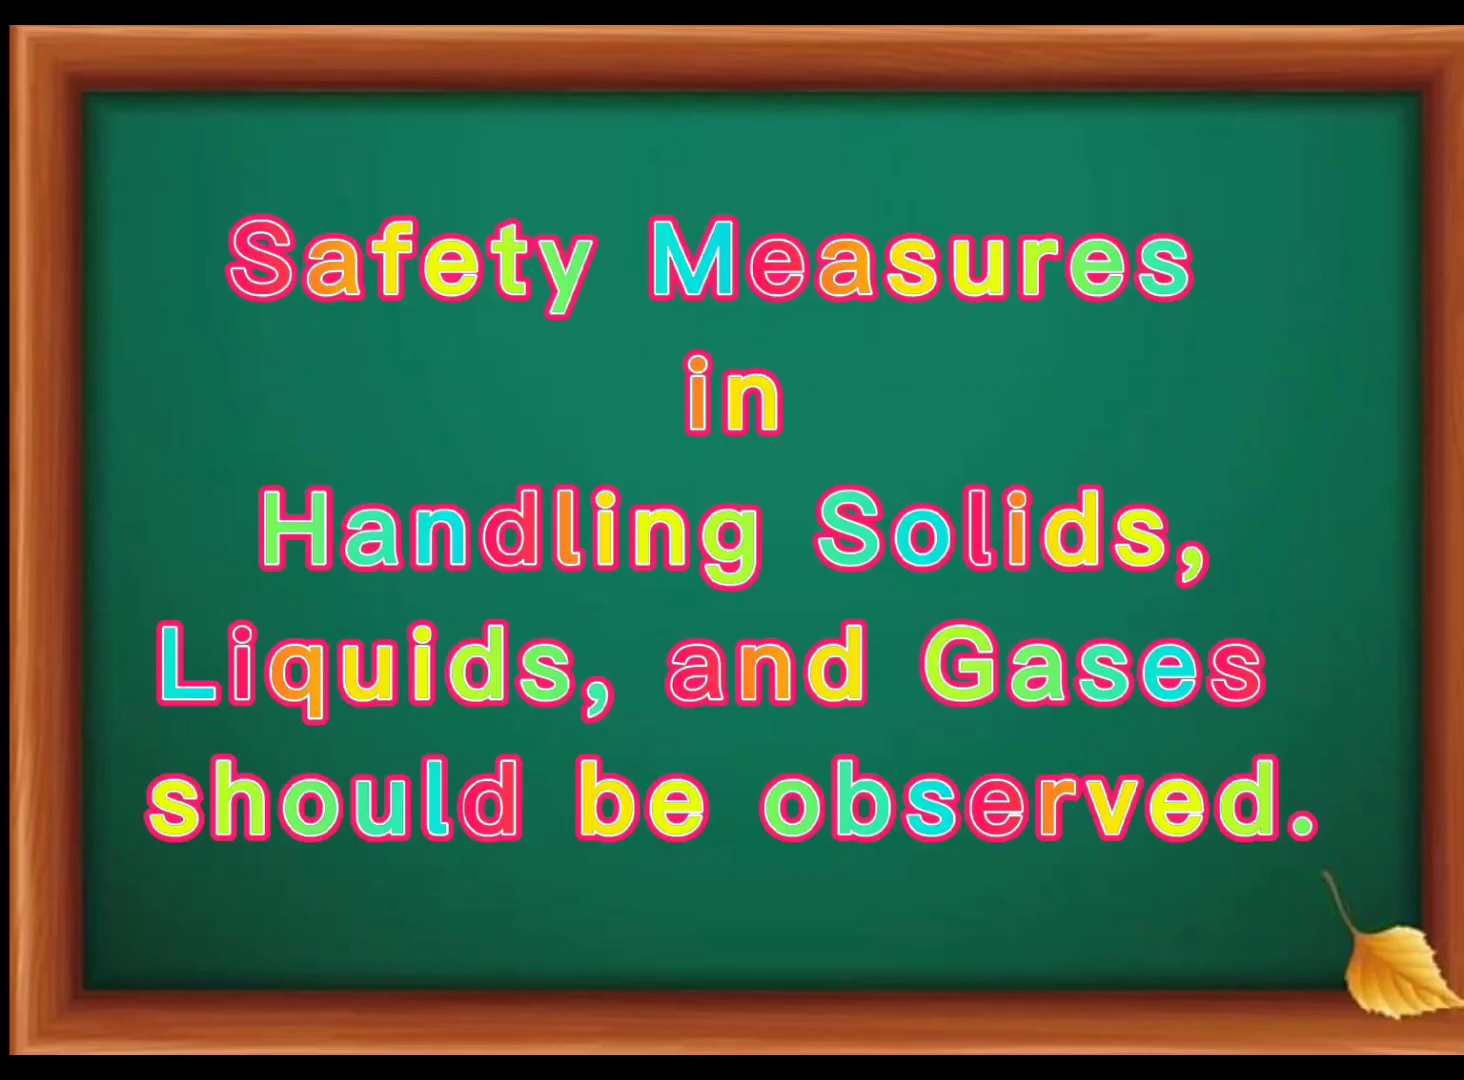 Safety Measures
in
Handling Solids,
Liquids, and Gases
should be observed.